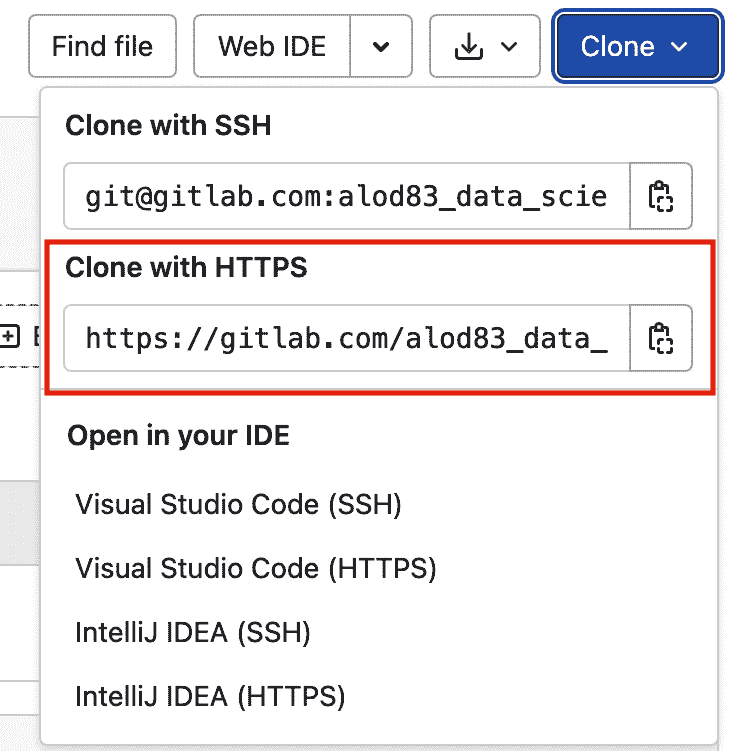 Find file Web IDE Clone
Clone with SSH
git@gitlab.com:alod83_data_scie
Clone with HTTPS
https://gitlab.com/alod83_data_
Open in your IDE
Visual Studio Code (SSH)
Visual Studio Code (HTTPS)
IntelliJ IDEA (SSH)
IntelliJ IDEA (HTTPS)